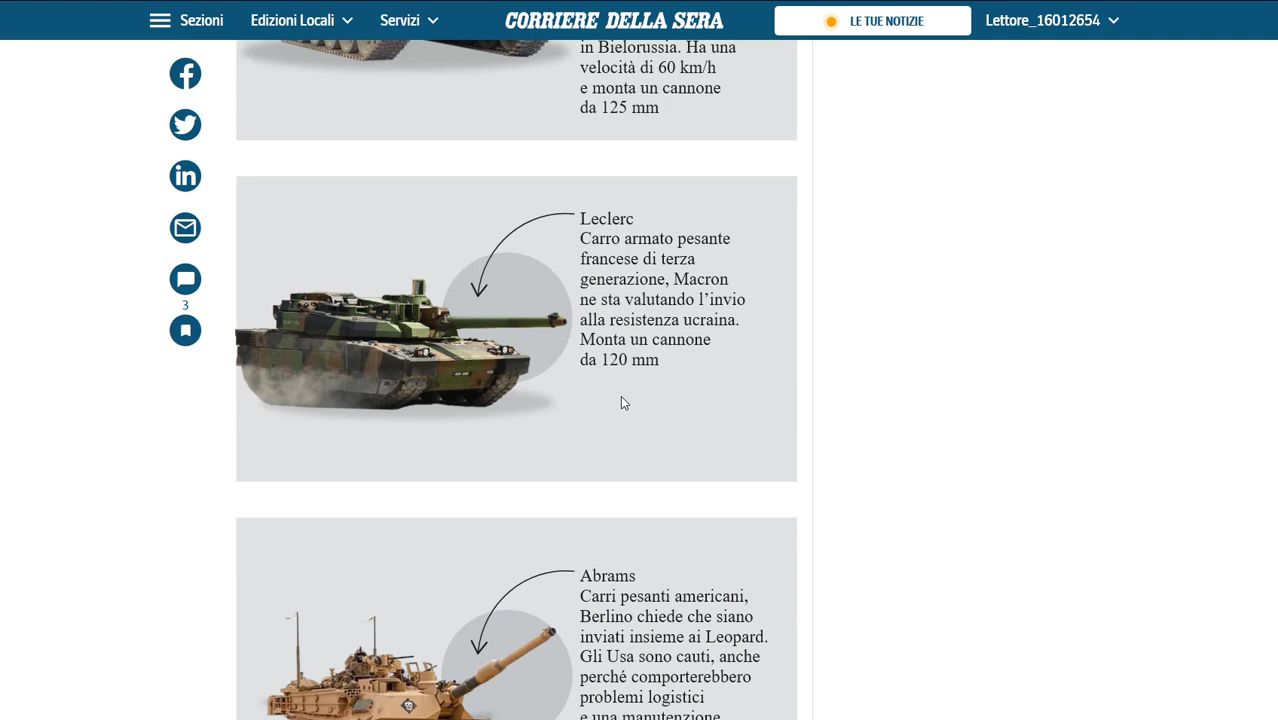 Sezioni
Edizioni Locali
Servizi
CORRIERE DELLA SERA
LE TUE NOTIZIE
Lettore_16012654
in Bielorussia. Ha una
velocità di 60 km/h
e monta un cannone
da 125 mm
3
Leclerc
Carro armato pesante
francese di terza
generazione, Macron
ne sta valutando l’invio
alla resistenza ucraina.
Monta un cannone
da 120 mm
Abrams
Carri pesanti americani,
Berlino chiede che siano
inviati insieme ai Leopard.
Gli Usa sono cauti, anche
perché comporterebbero
problemi logistici
e una manutenzione